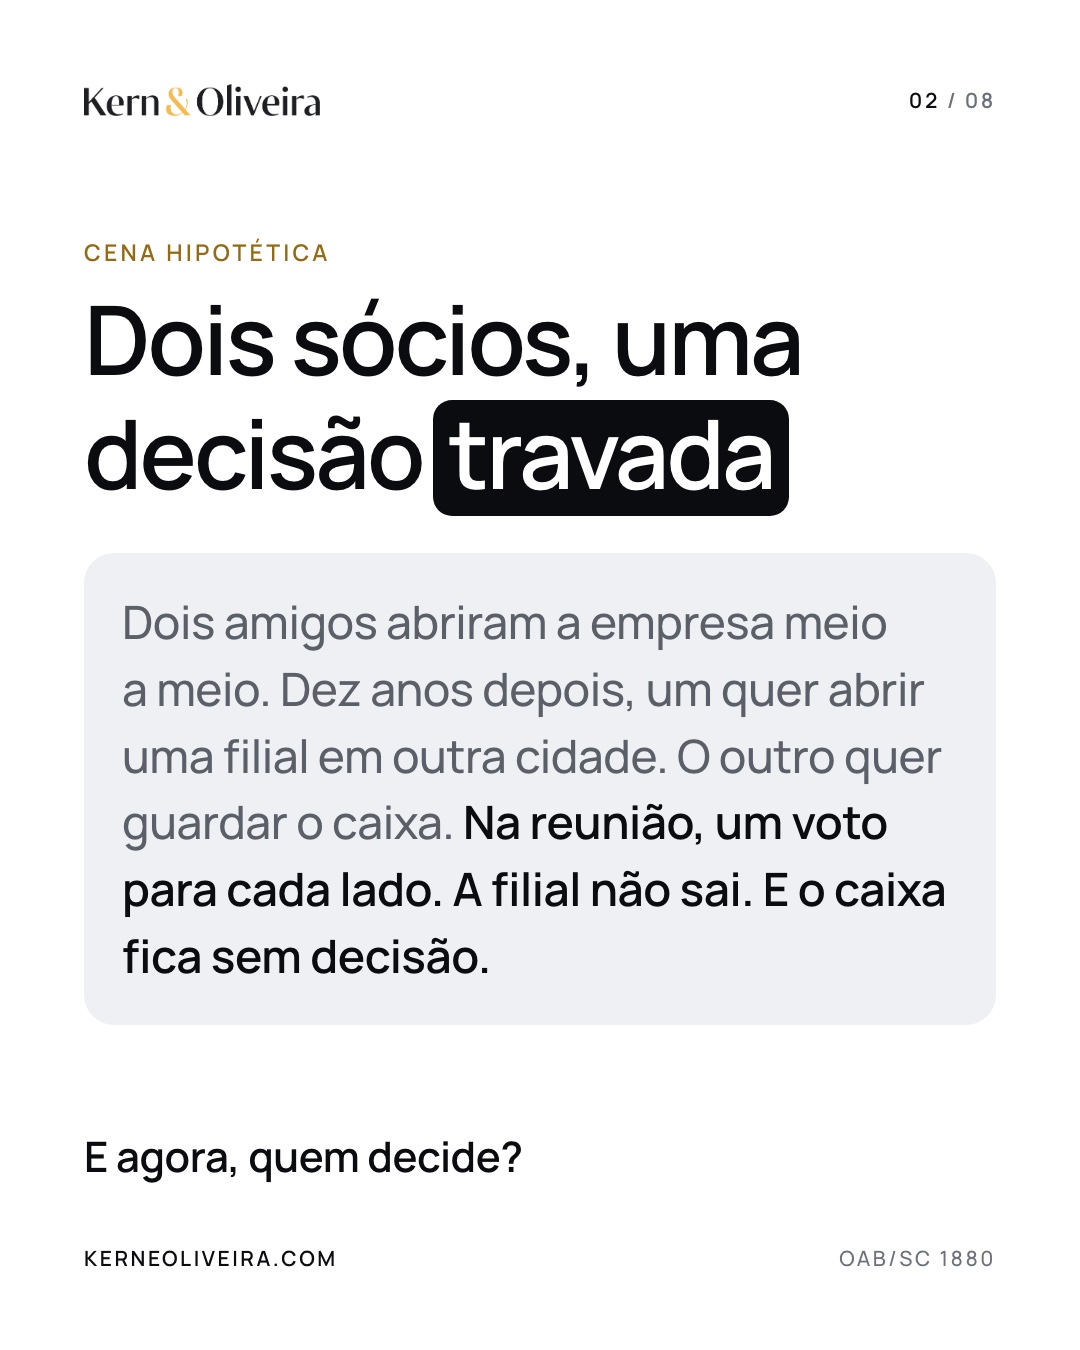 Kern & Oliveira
02 / 08
CENA HIPOTÉTICA
Dois sócios, uma
decisão travada
Dois amigos abriram a empresa meio
a meio. Dez anos depois, um quer abrir
uma filial em outra cidade. O outro quer
guardar o caixa. Na reunião, um voto
para cada lado. A filial não sai. E o caixa
fica sem decisão.
E agora, quem decide?
KERNEOLIVEIRA.COM
OAB/SC 1880